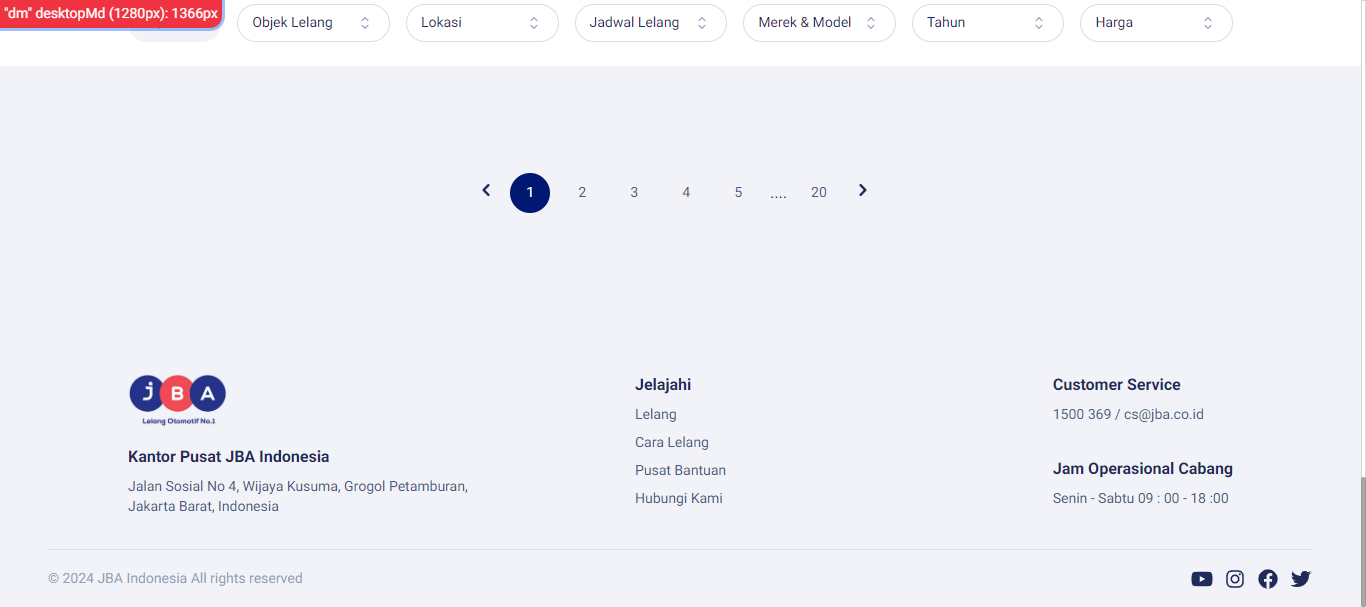 "dm" desktopMd (1280px): 1366px
Objek Lelang
Lokasi
Jadwal Lelang
Merek & Model
Tahun
Harga
1 2 3 4 5 .... 20
JBA
Lelang Otomotif No.1
Kantor Pusat JBA Indonesia
Jalan Sosial No 4, Wijaya Kusuma, Grogol Petamburan,
Jakarta Barat, Indonesia
Jelajahi
Lelang
Cara Lelang
Pusat Bantuan
Hubungi Kami
Customer Service
1500 369 / cs@jba.co.id
Jam Operasional Cabang
Senin - Sabtu 09 : 00 - 18 :00
© 2024 JBA Indonesia All rights reserved